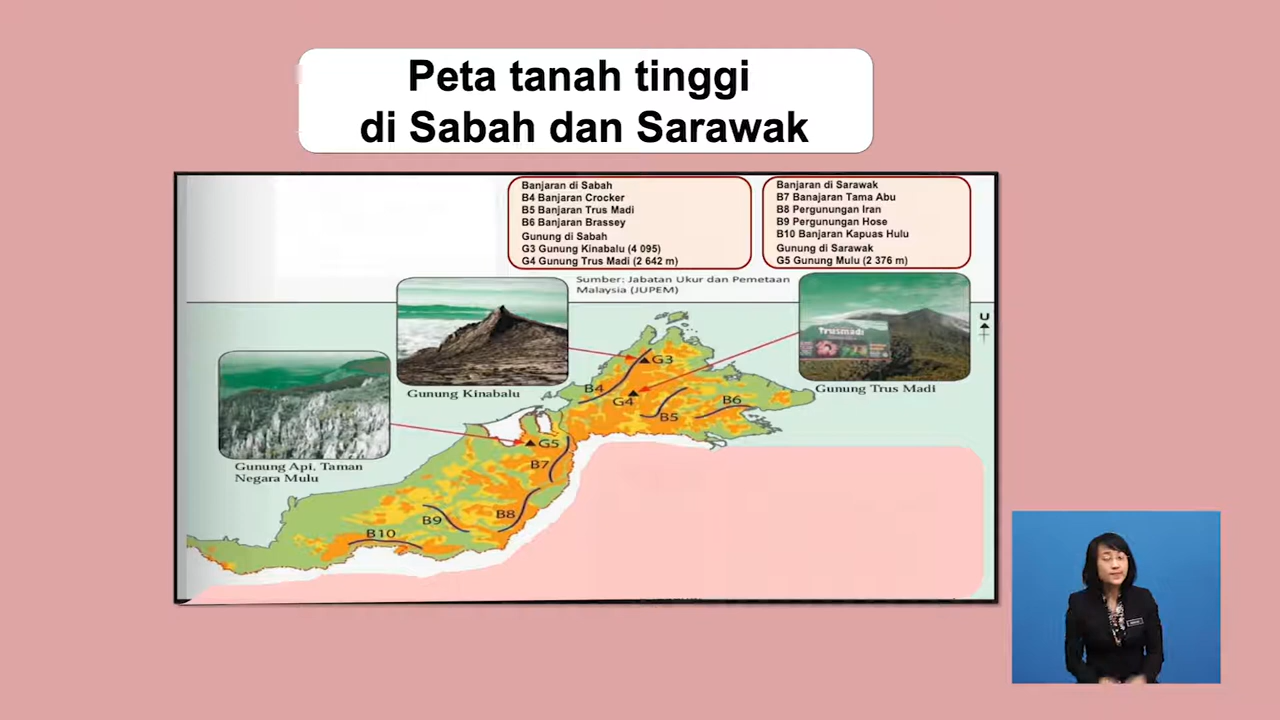 Peta tanah tinggi
di Sabah dan Sarawak
Banjaran di Sabah
B4 Banjaran Crocker
B5 Banjaran Trus Madi
B6 Banjaran Brassey
Gunung di Sabah
G3 Gunung Kinabalu (4 095)
G4 Gunung Trus Madi (2 642 m)
Banjaran di Sarawak
B7 Banajaran Tama Abu
B8 Pergunungan Iran
B9 Pergunungan Hose
B10 Banjaran Kapuas Hulu
Gunung di Sarawak
G5 Gunung Mulu (2 376 m)
Sumber: Jabatan Ukur dan Pemetaan
Malaysia (JUPEM)
U
Trusmadi
G3
Gunung Kinabalu
Gunung Trus Madi
B4
G4
B5
B6
G5
B7
Gunung Api, Taman
Negara Mulu
B8
B9
B10